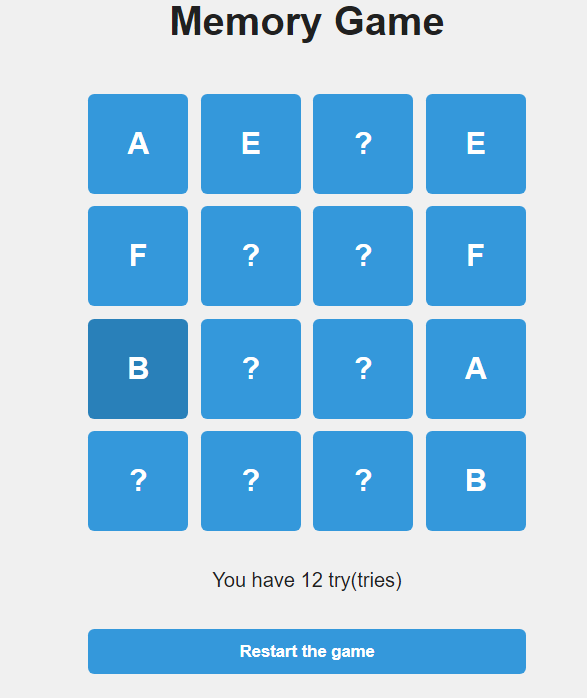 Memory Game
A E ? E
F ? ? F
B ? ? A
? ? ? B
You have 12 try(tries)
Restart the game